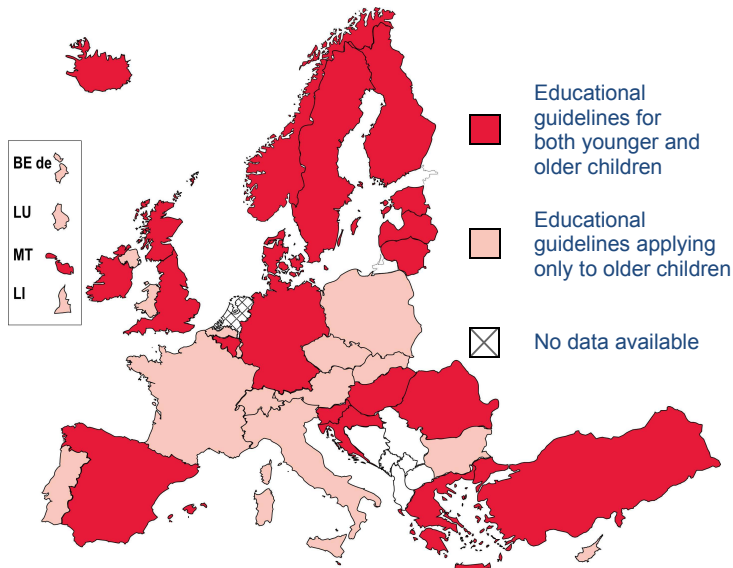 Educational
guidelines for
both younger and
older children
BE de
LU
MT
LI
Educational
guidelines applying
only to older children
No data available